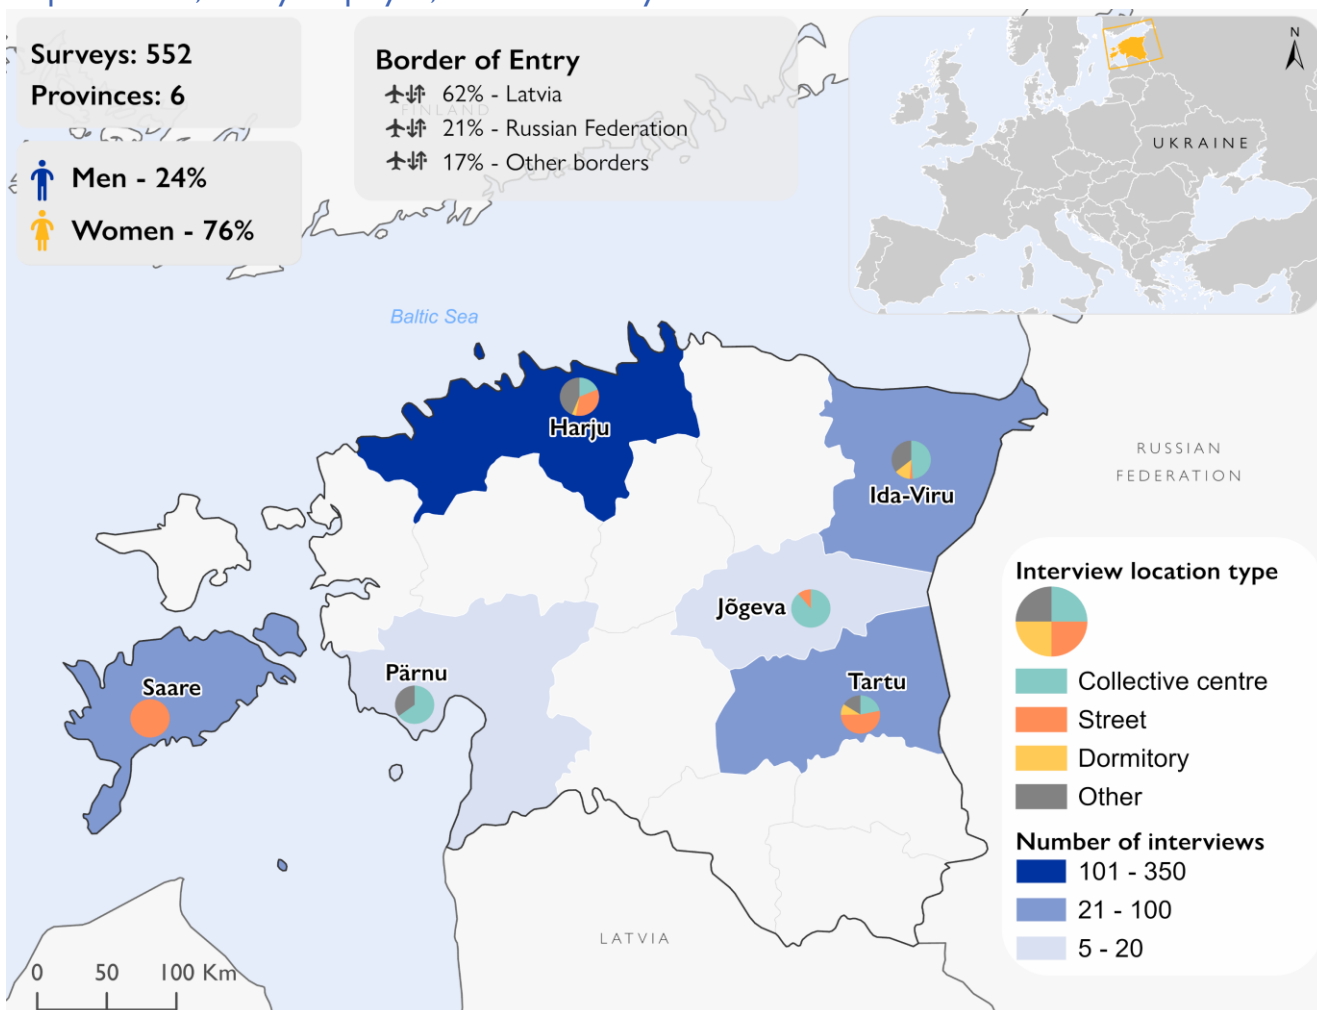 Surveys: 552
Provinces: 6
Men - 24%
Women - 76%
Border of Entry
62% - Latvia
21% - Russian Federation
17% - Other borders
FINLAND
N
UKRAINE
Baltic Sea
Harju
RUSSIAN
FEDERATION
Ida-Viru
Jõgeva
Pärnu
Saare
Tartu
Interview location type
Collective centre
Street
Dormitory
Other
Number of interviews
101 - 350
21 - 100
5 - 20
LATVIA
0 50 100 Km